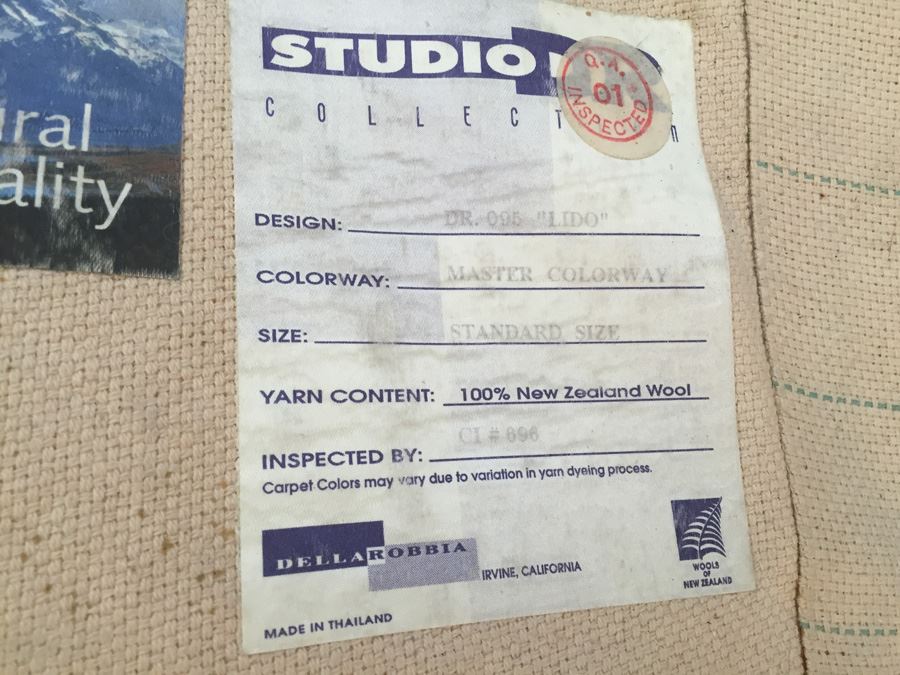 ural
ality
STUDIO
COLLECT n
Q.A.
01
INSPECTED
DESIGN: DR. 095 "LIDO"
COLORWAY: MASTER COLORWAY
SIZE: STANDARD SIZE
YARN CONTENT: 100% New Zealand Wool
CI # 696
INSPECTED BY:
Carpet Colors may vary due to variation in yarn dyeing process.
DELLAROBBIA
IRVINE, CALIFORNIA
WOOLS
OF
NEW ZEALAND
MADE IN THAILAND